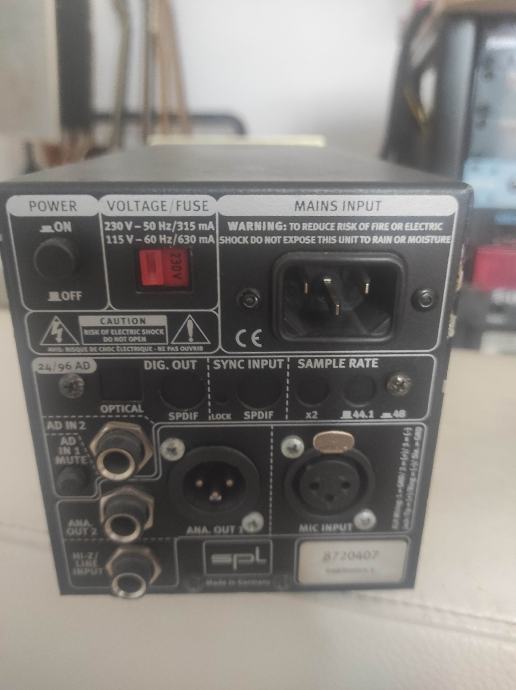 POWER
ON
OFF
VOLTAGE/FUSE
230 V – 50 Hz/315 mA
115 V – 60 Hz/630 mA
230V
MAINS INPUT
WARNING: TO REDUCE RISK OF FIRE OR ELECTRIC
SHOCK DO NOT EXPOSE THIS UNIT TO RAIN OR MOISTURE
CE
CAUTION
RISK OF ELECTRIC SHOCK
DO NOT OPEN
AVIS: RISQUE DE CHOC ÉLECTRIQUE - NE PAS OUVRIR
24/96 AD
DIG. OUT
OPTICAL
SPDIF
SYNC INPUT
LOCK
SPDIF
SAMPLE RATE
x2
44.1
48
AD IN 2
AD
IN 1
MUTE
ANA.
OUT 2
HI-Z/
LINE
INPUT
ANA. OUT 1
MIC INPUT
spl
Made in Germany
8720407